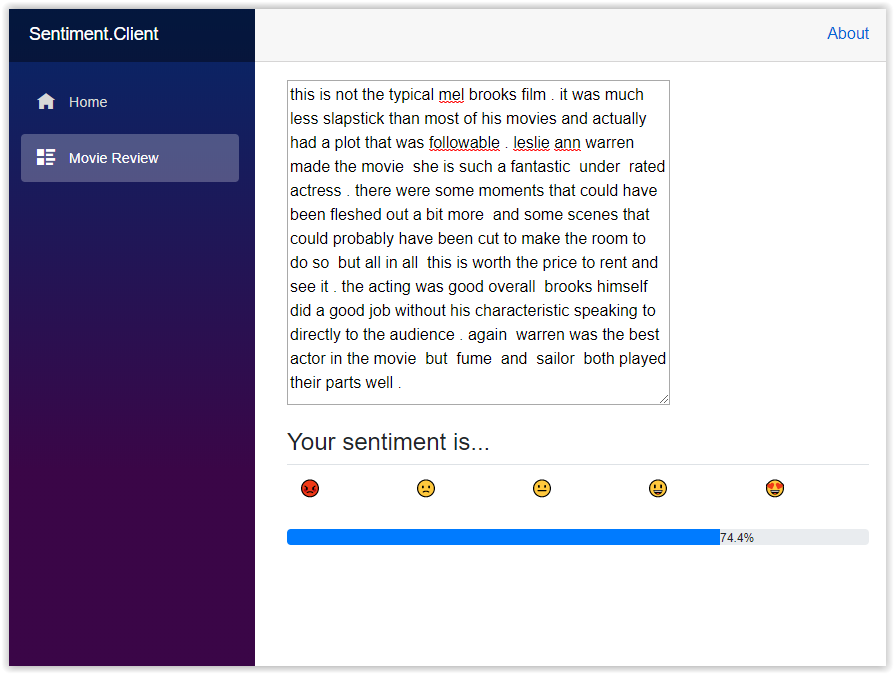 Sentiment.Client
About
Home
Movie Review
this is not the typical mel brooks film . it was much
less slapstick than most of his movies and actually
had a plot that was followable . leslie ann warren
made the movie  she is such a fantastic  under  rated
actress . there were some moments that could have
been fleshed out a bit more  and some scenes that
could probably have been cut to make the room to
do so  but all in all  this is worth the price to rent and
see it . the acting was good overall  brooks himself
did a good job without his characteristic speaking to
directly to the audience . again  warren was the best
actor in the movie  but  fume  and  sailor  both played
their parts well .
Your sentiment is...
74.4%